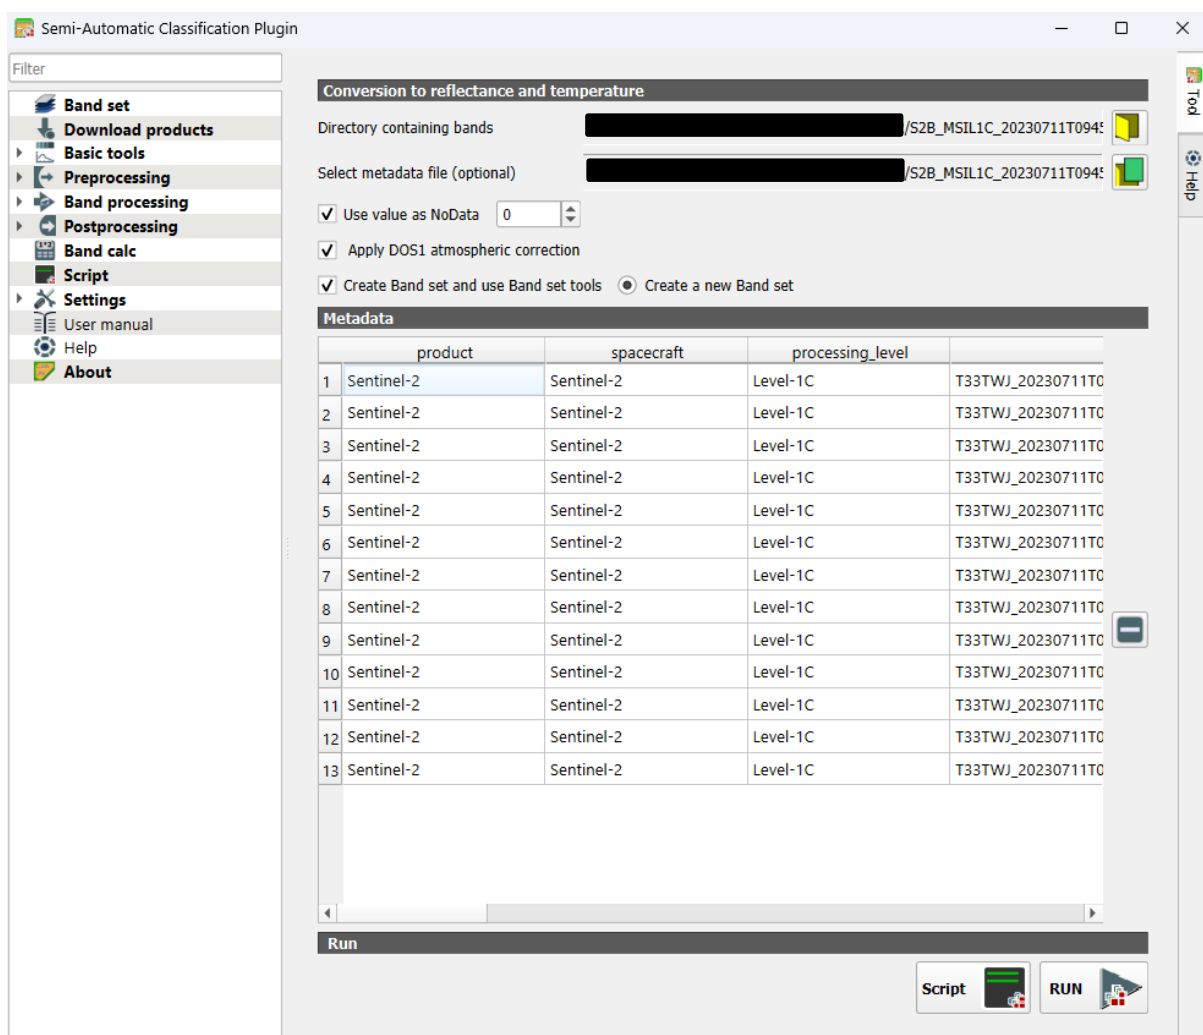 Semi-Automatic Classification Plugin
Filter
Band set
Download products
Basic tools
Preprocessing
Band processing
Postprocessing
Band calc
Script
Settings
User manual
Help
About
Conversion to reflectance and temperature
Directory containing bands /S2B_MSIL1C_20230711T0945
Select metadata file (optional) /S2B_MSIL1C_20230711T0945
Use value as NoData 0
Apply DOS1 atmospheric correction
Create Band set and use Band set tools Create a new Band set
Metadata
product spacecraft processing_level
1 Sentinel-2 Sentinel-2 Level-1C T33TWJ_20230711T0
2 Sentinel-2 Sentinel-2 Level-1C T33TWJ_20230711T0
3 Sentinel-2 Sentinel-2 Level-1C T33TWJ_20230711T0
4 Sentinel-2 Sentinel-2 Level-1C T33TWJ_20230711T0
5 Sentinel-2 Sentinel-2 Level-1C T33TWJ_20230711T0
6 Sentinel-2 Sentinel-2 Level-1C T33TWJ_20230711T0
7 Sentinel-2 Sentinel-2 Level-1C T33TWJ_20230711T0
8 Sentinel-2 Sentinel-2 Level-1C T33TWJ_20230711T0
9 Sentinel-2 Sentinel-2 Level-1C T33TWJ_20230711T0
10 Sentinel-2 Sentinel-2 Level-1C T33TWJ_20230711T0
11 Sentinel-2 Sentinel-2 Level-1C T33TWJ_20230711T0
12 Sentinel-2 Sentinel-2 Level-1C T33TWJ_20230711T0
13 Sentinel-2 Sentinel-2 Level-1C T33TWJ_20230711T0
Run
Script
RUN
Tool
Help